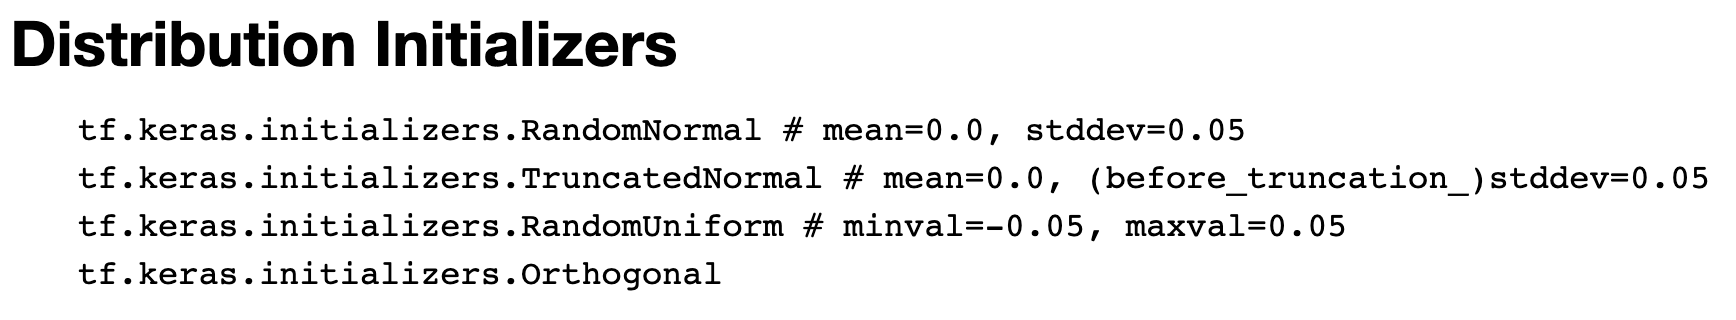 Distribution Initializers
tf.keras.initializers.RandomNormal # mean=0.0, stddev=0.05
tf.keras.initializers.TruncatedNormal # mean=0.0, (before_truncation_)stddev=0.05
tf.keras.initializers.RandomUniform # minval=-0.05, maxval=0.05
tf.keras.initializers.Orthogonal